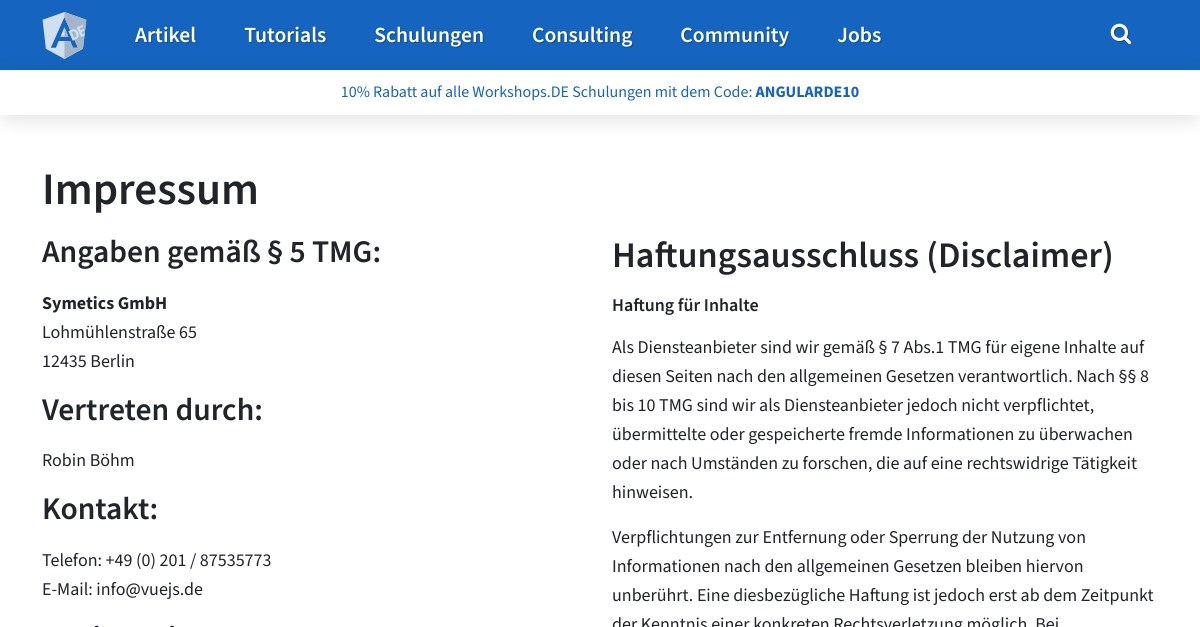 A DE
Artikel Tutorials Schulungen Consulting Community Jobs
10% Rabatt auf alle Workshops.DE Schulungen mit dem Code: ANGULARDE10
Impressum
Angaben gemäß § 5 TMG:
Symetics GmbH
Lohmühlenstraße 65
12435 Berlin
Vertreten durch:
Robin Böhm
Kontakt:
Telefon: +49 (0) 201 / 87535773
E-Mail: info@vuejs.de
Haftungsausschluss (Disclaimer)
Haftung für Inhalte
Als Diensteanbieter sind wir gemäß § 7 Abs.1 TMG für eigene Inhalte auf
diesen Seiten nach den allgemeinen Gesetzen verantwortlich. Nach §§ 8
bis 10 TMG sind wir als Diensteanbieter jedoch nicht verpflichtet,
übermittelte oder gespeicherte fremde Informationen zu überwachen
oder nach Umständen zu forschen, die auf eine rechtswidrige Tätigkeit
hinweisen.
Verpflichtungen zur Entfernung oder Sperrung der Nutzung von
Informationen nach den allgemeinen Gesetzen bleiben hiervon
unberührt. Eine diesbezügliche Haftung ist jedoch erst ab dem Zeitpunkt
der Kenntnis einer konkreten Rechtsverletzung möglich. Bei